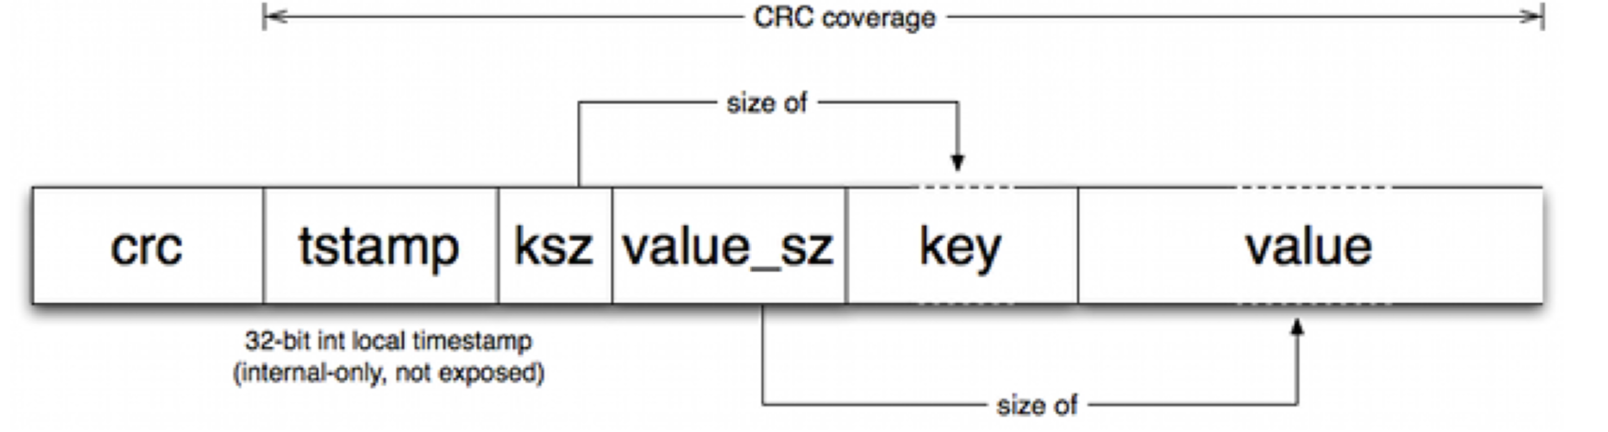 CRC coverage
size of
crc
tstamp
ksz
value_sz
key
value
32-bit int local timestamp
(internal-only, not exposed)
size of